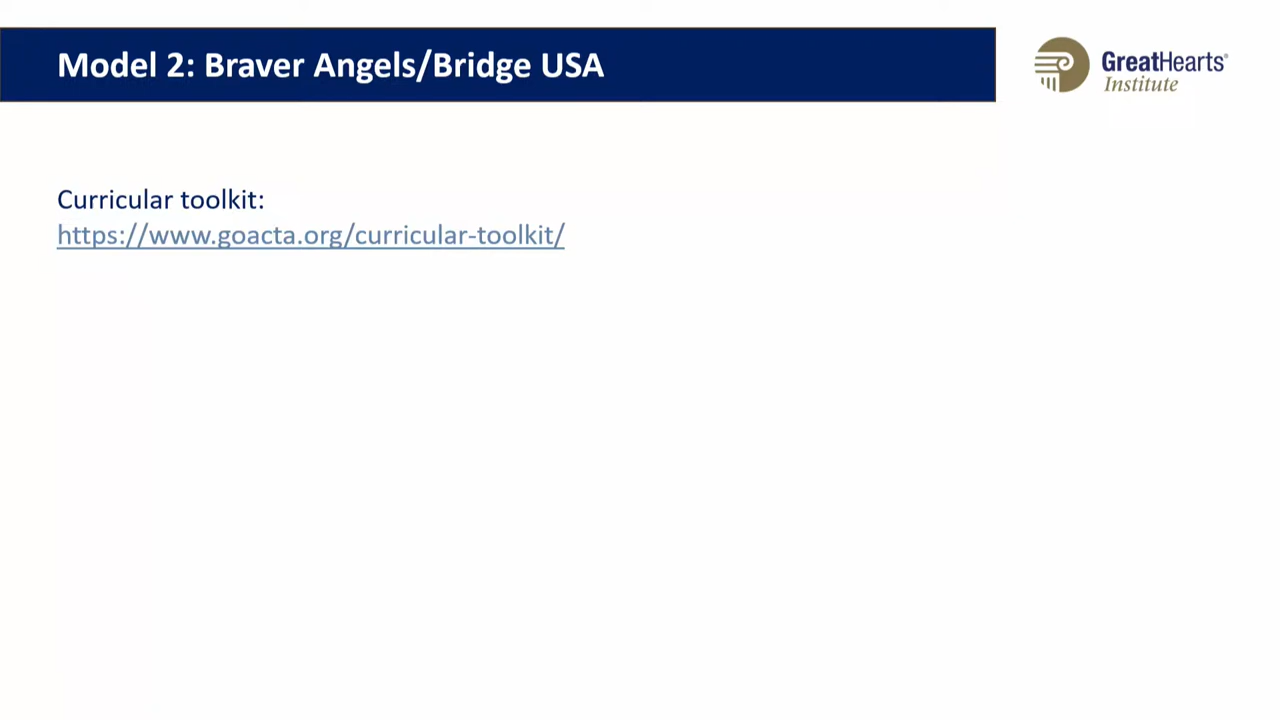 Model 2: Braver Angels/Bridge USA
GreatHearts®
Institute
Curricular toolkit:
https://www.goacta.org/curricular-toolkit/